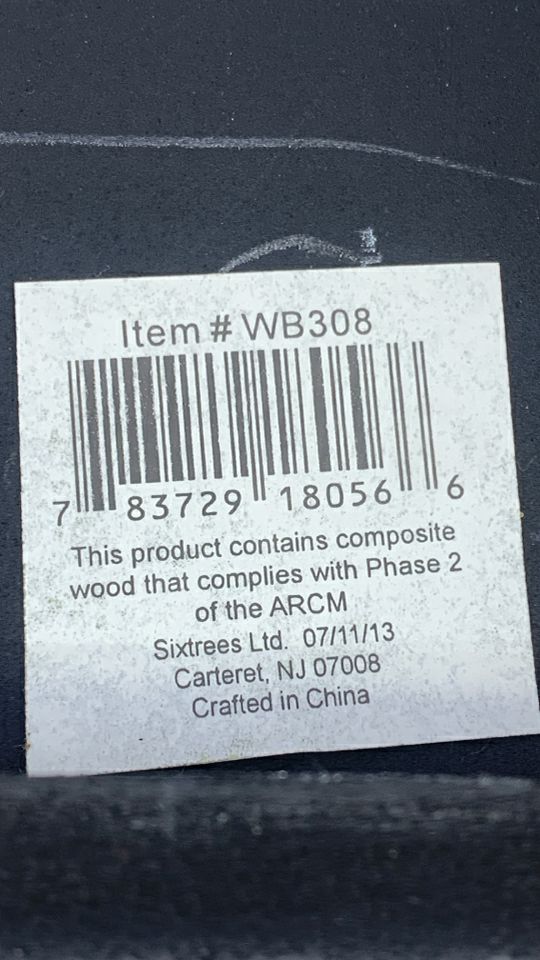 Item # WB308
7 83729 18056 6
This product contains composite
wood that complies with Phase 2
of the ARCM
Sixtrees Ltd. 07/11/13
Carteret, NJ 07008
Crafted in China